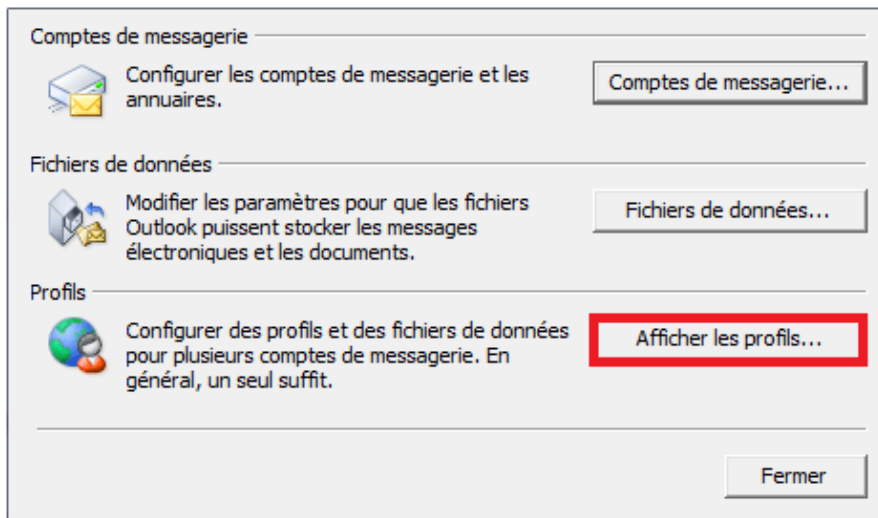 Comptes de messagerie
Configurer les comptes de messagerie et les
annuaires.
Comptes de messagerie...
Fichiers de données
Modifier les paramètres pour que les fichiers
Outlook puissent stocker les messages
électroniques et les documents.
Fichiers de données...
Profils
Configurer des profils et des fichiers de données
pour plusieurs comptes de messagerie. En
général, un seul suffit.
Afficher les profils...
Fermer